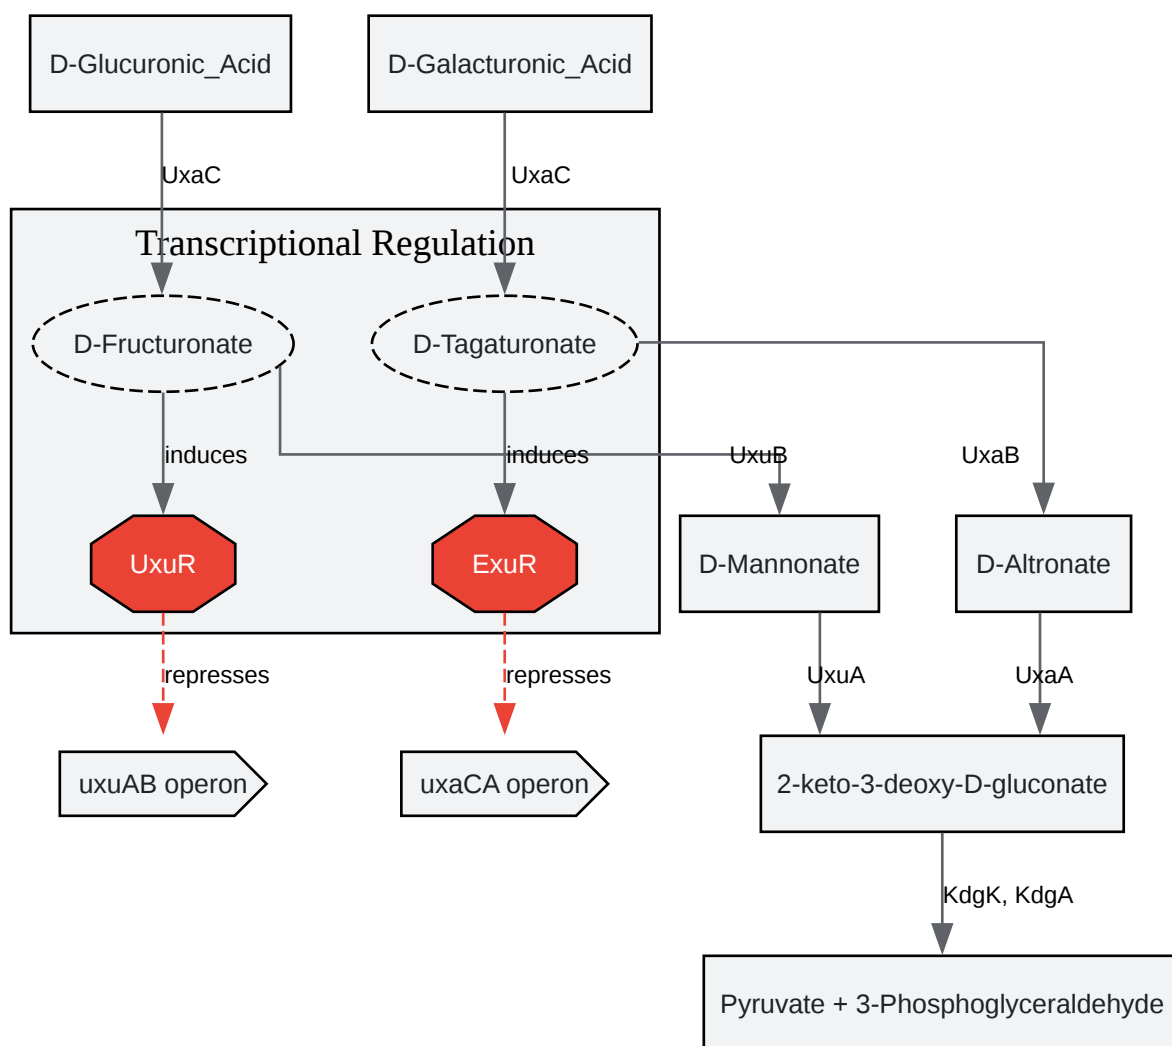 D-Glucuronic_Acid
D-Galacturonic_Acid
UxaC
UxaC
Transcriptional Regulation
D-Fructuronate
D-Tagaturonate
induces
induces
UxuB
UxaB
UxuR
ExuR
D-Mannonate
D-Altronate
represses
represses
UxuA
UxaA
uxuAB operon
uxaCA operon
2-keto-3-deoxy-D-gluconate
KdgK, KdgA
Pyruvate + 3-Phosphoglyceraldehyde